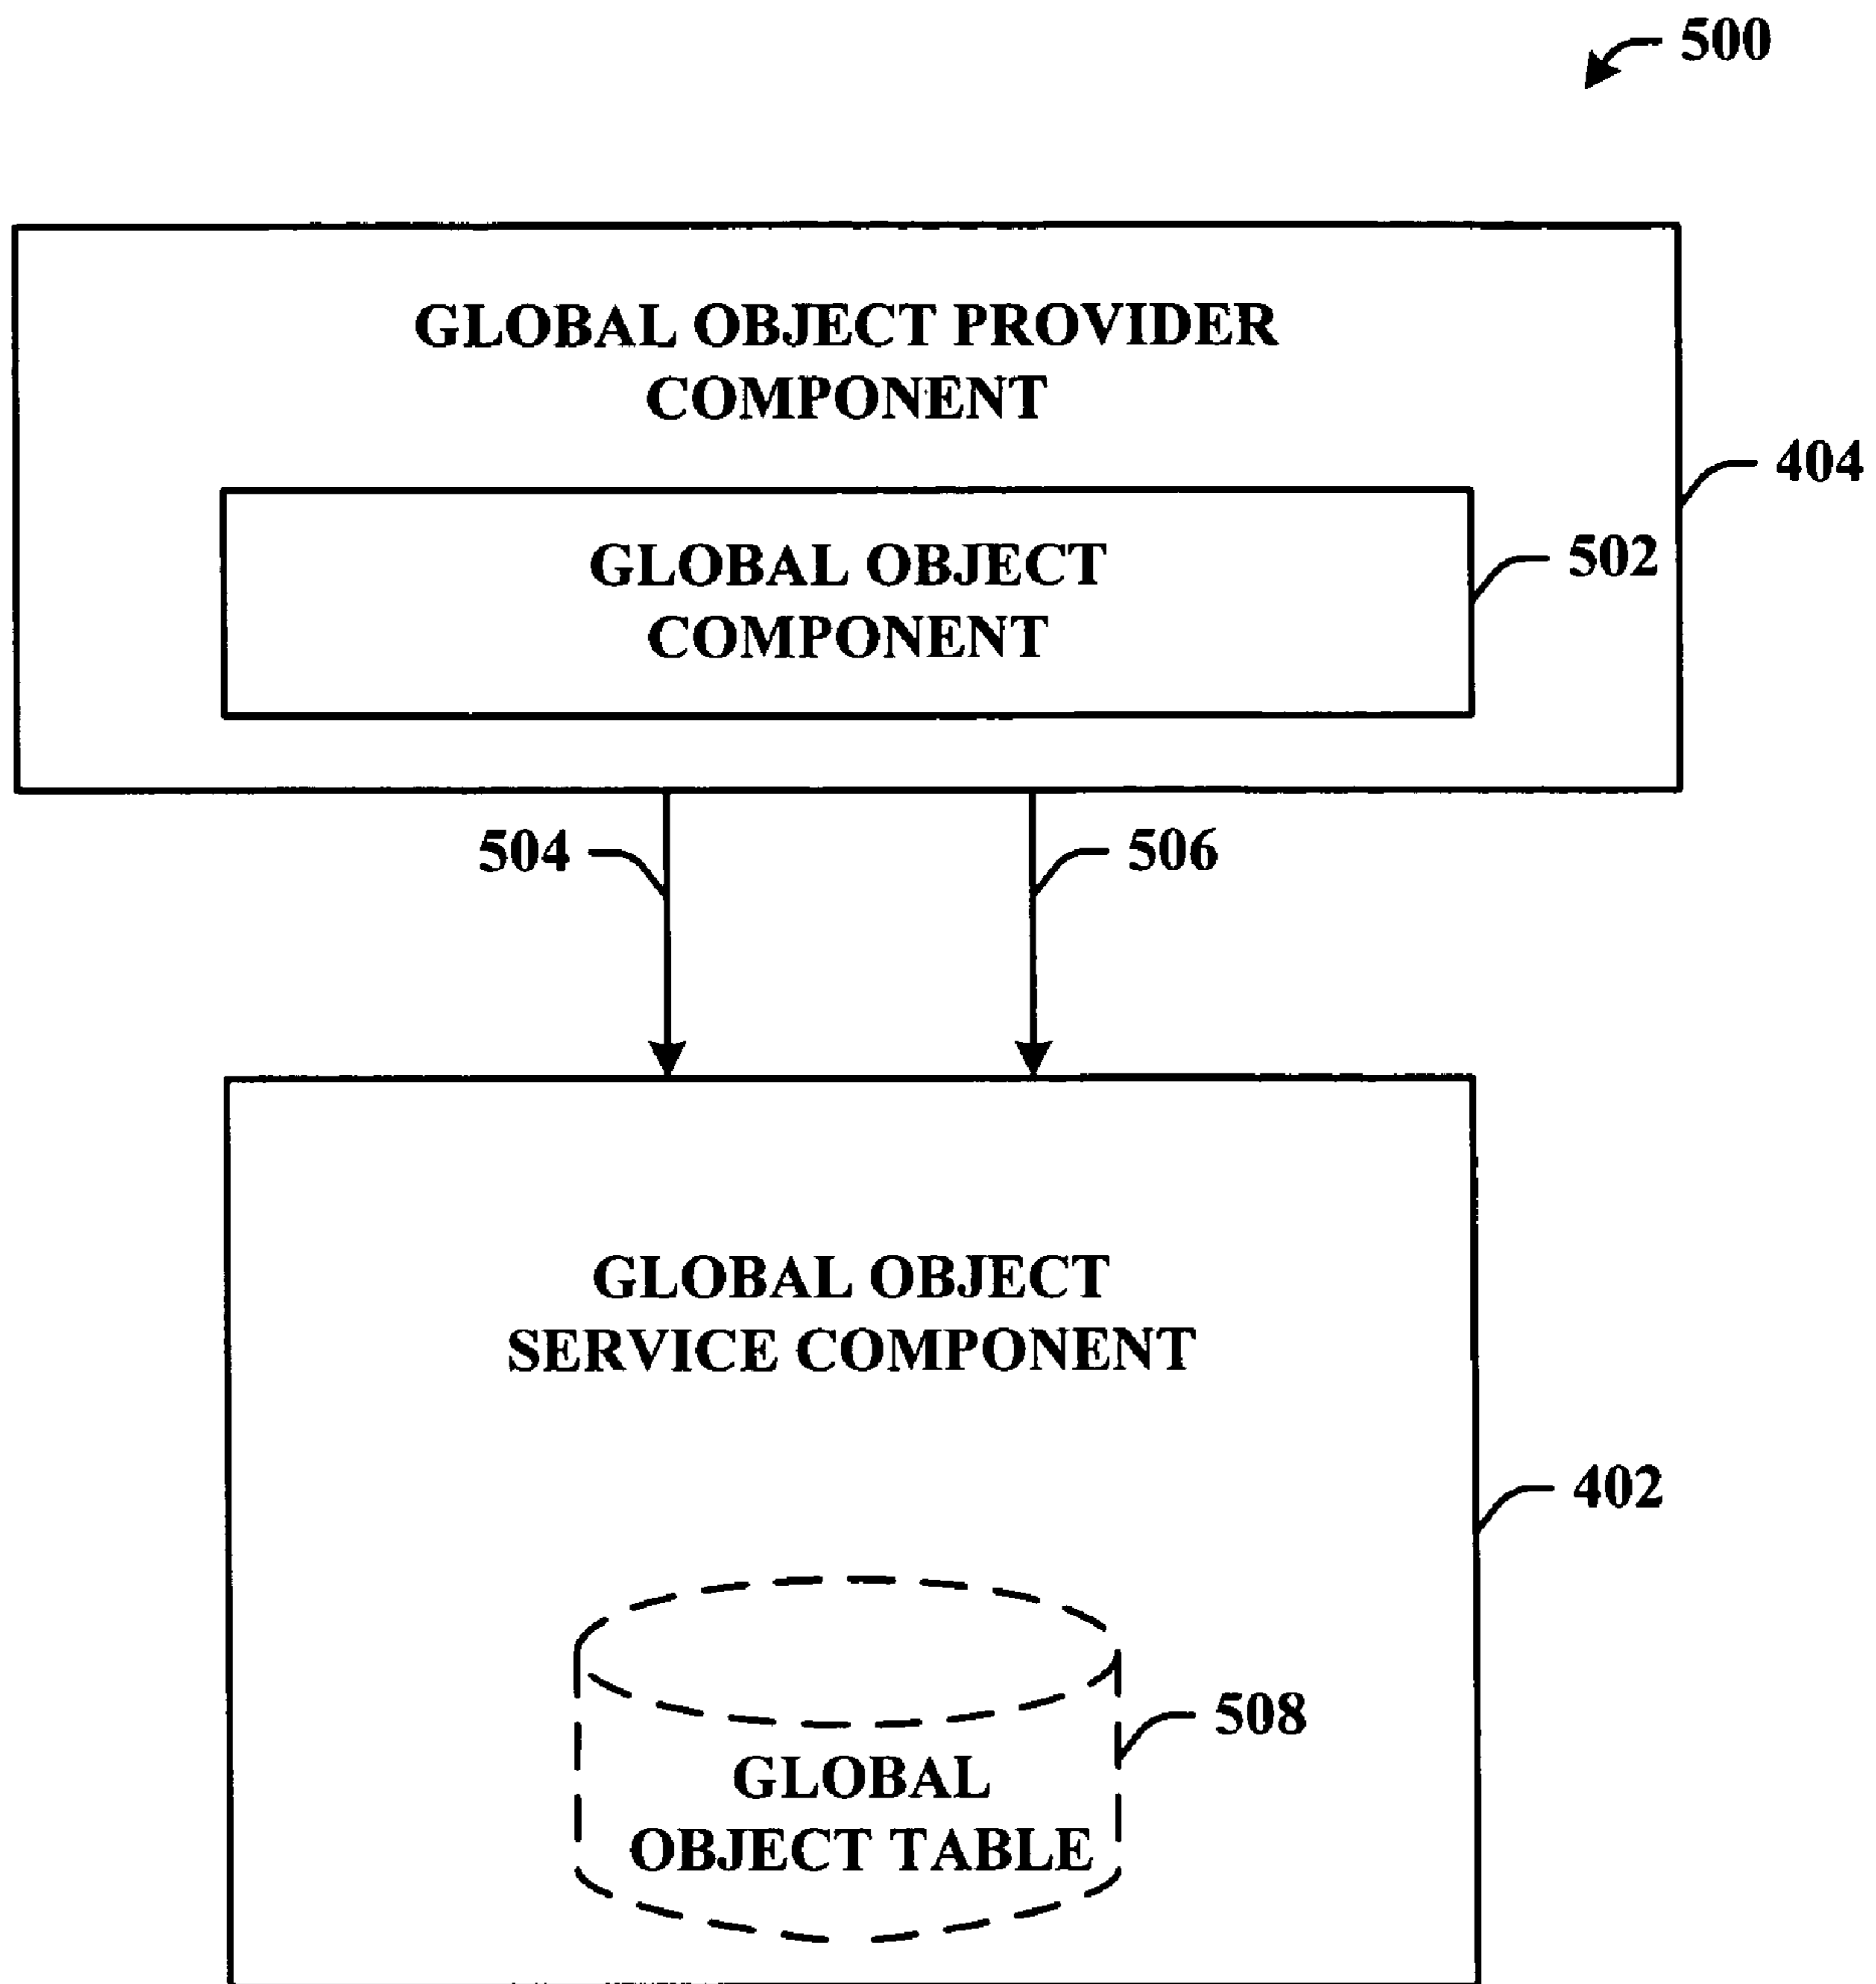 500
GLOBAL OBJECT PROVIDER
COMPONENT
404
GLOBAL OBJECT
COMPONENT
502
504
506
GLOBAL OBJECT
SERVICE COMPONENT
402
508
GLOBAL
OBJECT TABLE